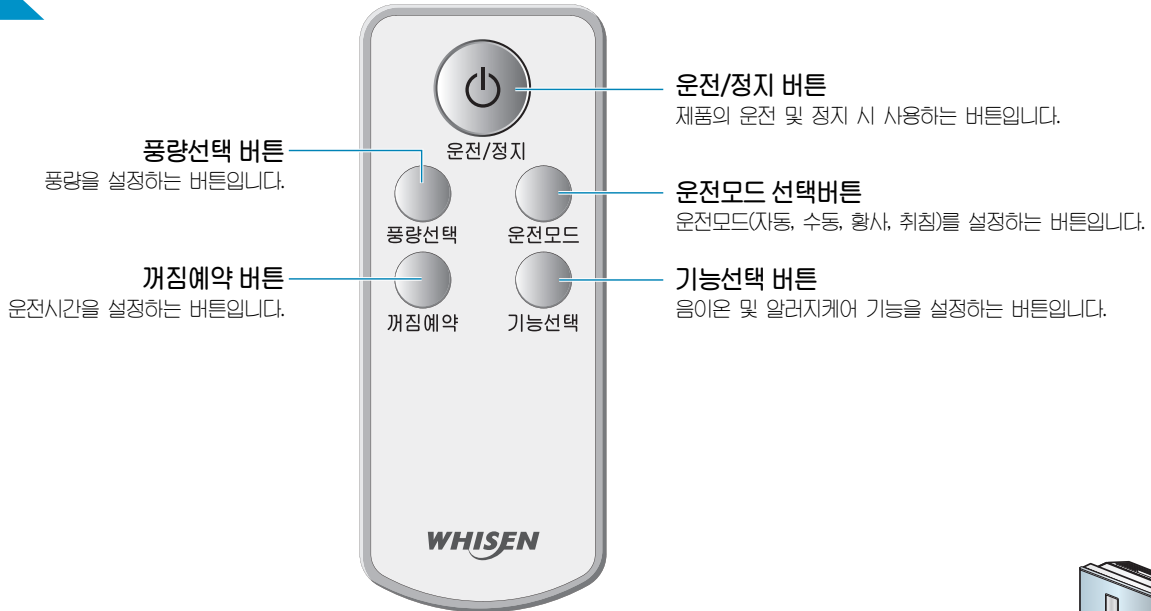 운전/정지 버튼
제품의 운전 및 정지 시 사용하는 버튼입니다.
운전/정지
풍량선택 버튼
풍량을 설정하는 버튼입니다.
운전모드 선택버튼
운전모드(자동, 수동, 황사, 취침)를 설정하는 버튼입니다.
풍량선택
운전모드
꺼짐예약 버튼
운전시간을 설정하는 버튼입니다.
기능선택 버튼
음이온 및 알러지케어 기능을 설정하는 버튼입니다.
꺼짐예약
기능선택
WHISEN